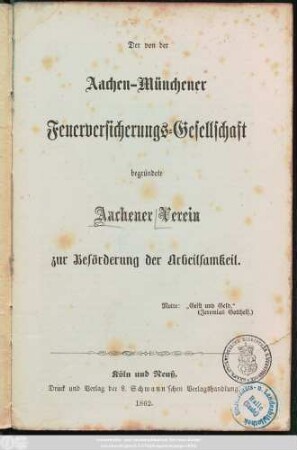 Der von der
Aachen-Münchener
Feuerversicherungs-Gesellschaft
begründete
Aachener Verein
zur Beförderung der Arbeitsamkeit.
Motto: „Geist und Geld.“
(Jeremias Gotthelf.)
Köln und Neuß.
Druck und Verlag der L. Schwann'schen Verlagshandlung.
1862.